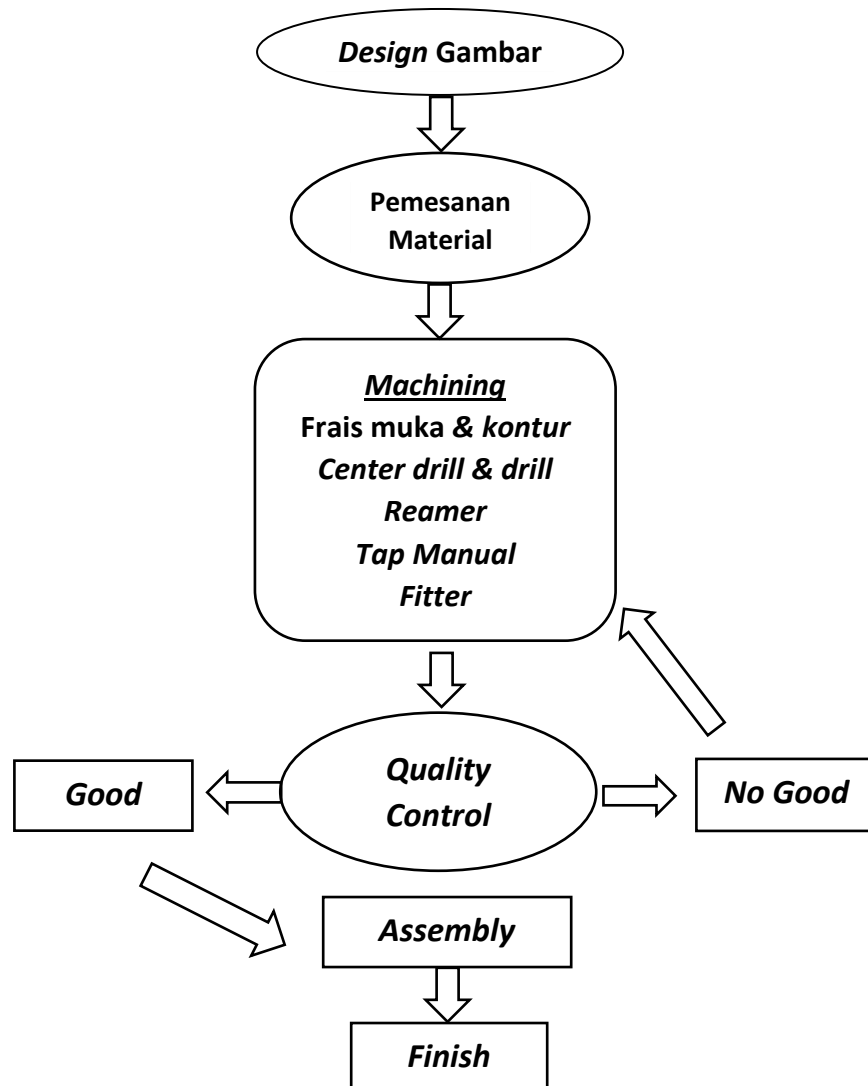 Design Gambar
Pemesanan
Material
Machining
Frais muka & kontur
Center drill & drill
Reamer
Tap Manual
Fitter
Quality
Control
Good
No Good
Assembly
Finish